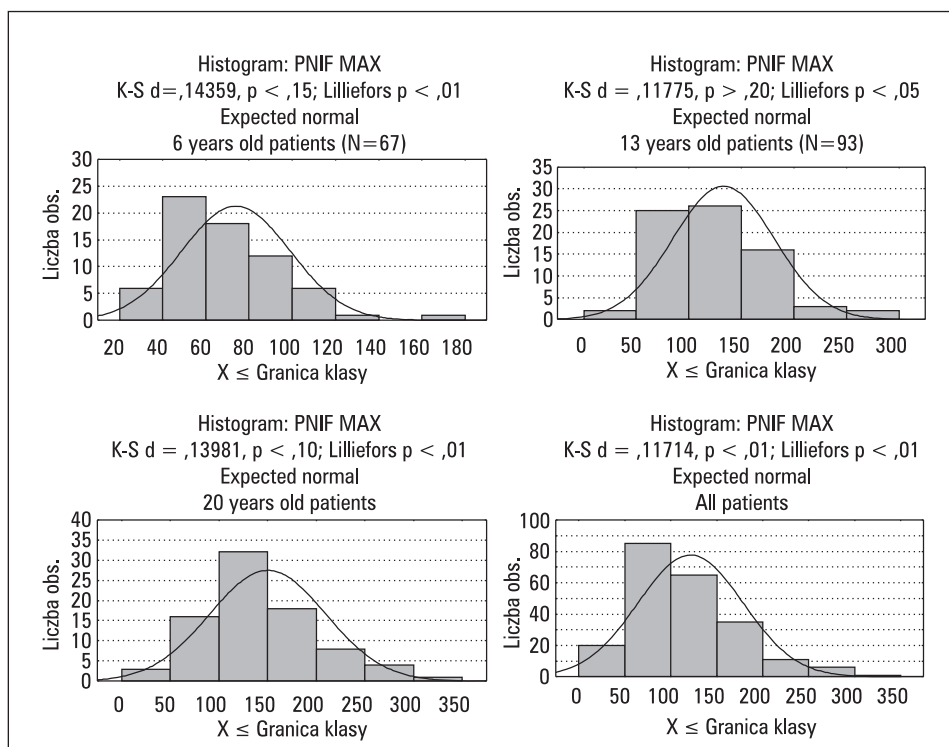 Histogram: PNIF MAX
K-S d=,14359, p < ,15; Lilliefors p < ,01
Expected normal
6 years old patients (N=67)
Liczba obs.
30
25
20
15
10
5
0
20 40 60 80 100 120 140 160 180
X ≤ Granica klasy
Histogram: PNIF MAX
K-S d = ,11775, p > ,20; Lilliefors p < ,05
Expected normal
13 years old patients (N=93)
Liczba obs.
35
30
25
20
15
10
5
0
0 50 100 150 200 250 300
X ≤ Granica klasy
Histogram: PNIF MAX
K-S d = ,13981, p < ,10; Lilliefors p < ,01
Expected normal
20 years old patients
Liczba obs.
40
35
30
25
20
15
10
5
0
0 50 100 150 200 250 300 350
X ≤ Granica klasy
Histogram: PNIF MAX
K-S d = ,11714, p < ,01; Lilliefors p < ,01
Expected normal
All patients
Liczba obs.
100
80
60
40
20
0
0 50 100 150 200 250 300 350
X ≤ Granica klasy